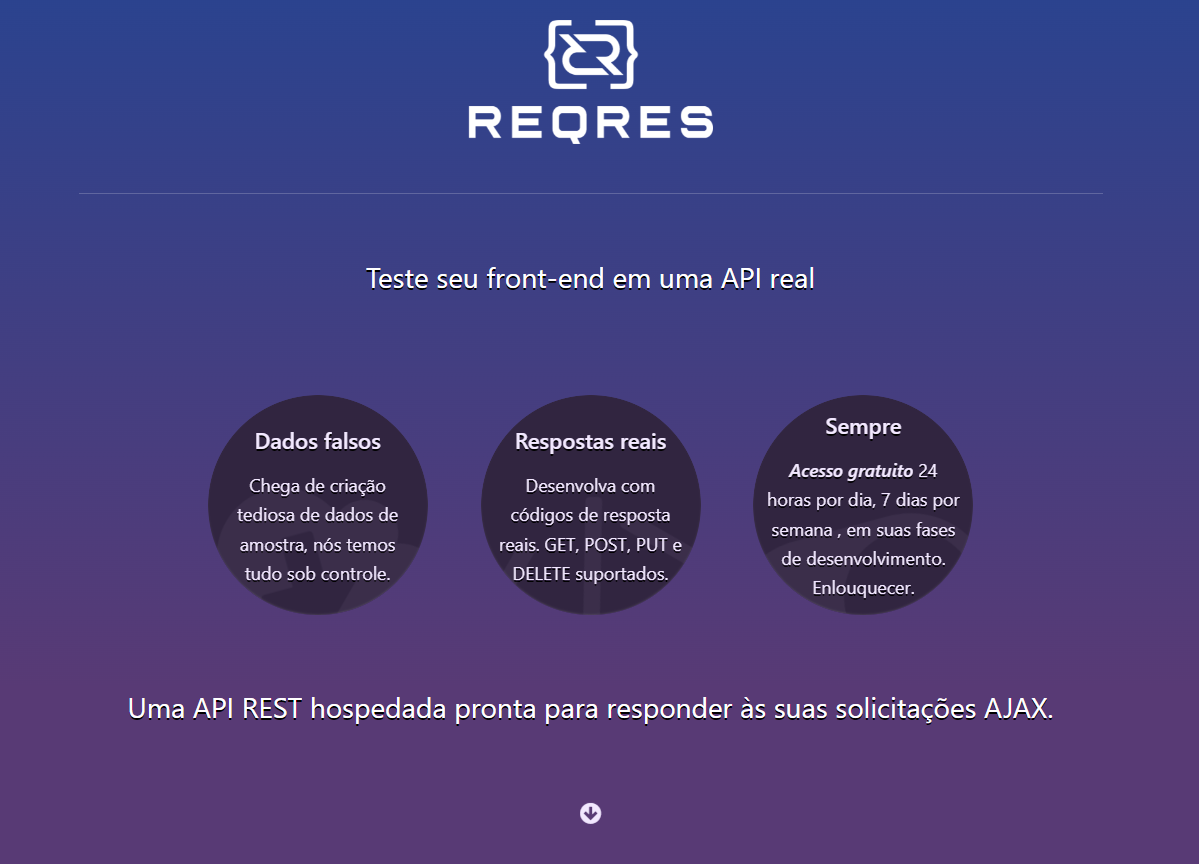 REQRES
Teste seu front-end em uma API real
Dados falsos
Chega de criação
tediosa de dados de
amostra, nós temos
tudo sob controle.
Respostas reais
Desenvolva com
códigos de resposta
reais. GET, POST, PUT e
DELETE suportados.
Sempre
Acesso gratuito 24
horas por dia, 7 dias por
semana , em suas fases
de desenvolvimento.
Enlouquecer.
Uma API REST hospedada pronta para responder às suas solicitações AJAX.